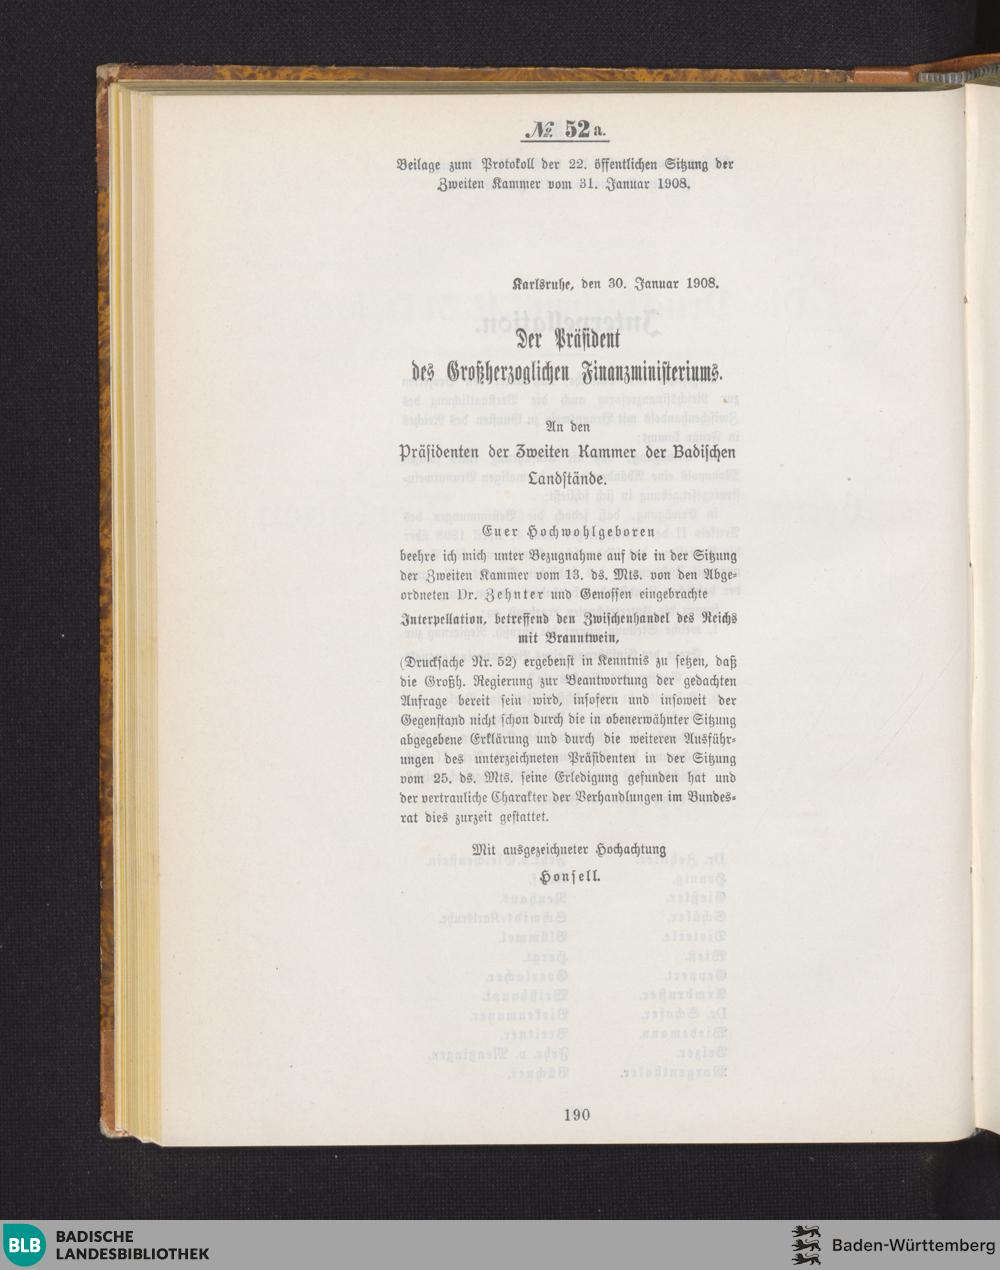 № 52a.
Beilage zum Protokoll der 22. öffentlichen Sitzung der
Zweiten Kammer vom 31. Januar 1908.
Karlsruhe, den 30. Januar 1908.
Der Präsident
des Großherzoglichen Finanzministeriums.
An den
Präsidenten der Zweiten Kammer der Badischen
Landstände.
Euer Hochwohlgeboren
beehre ich mich unter Bezugnahme auf die in der Sitzung
der Zweiten Kammer vom 13. ds. Mts. von den Abge-
ordneten Dr. Zehnter und Genossen eingebrachte
Interpellation, betreffend den Zwischenhandel des Reichs
mit Branntwein,
(Drucksache Nr. 52) ergebenst in Kenntnis zu setzen, daß
die Großh. Regierung zur Beantwortung der gedachten
Anfrage bereit sein wird, insofern und insoweit der
Gegenstand nicht schon durch die in obenerwähnter Sitzung
abgegebene Erklärung und durch die weiteren Ausführ-
ungen des unterzeichneten Präsidenten in der Sitzung
vom 25. ds. Mts. seine Erledigung gefunden hat und
der vertrauliche Charakter der Verhandlungen im Bundes-
rat dies zurzeit gestattet.
Mit ausgezeichneter Hochachtung
Honsell.
190
BLB BADISCHE
LANDESBIBLIOTHEK
Baden-Württemberg